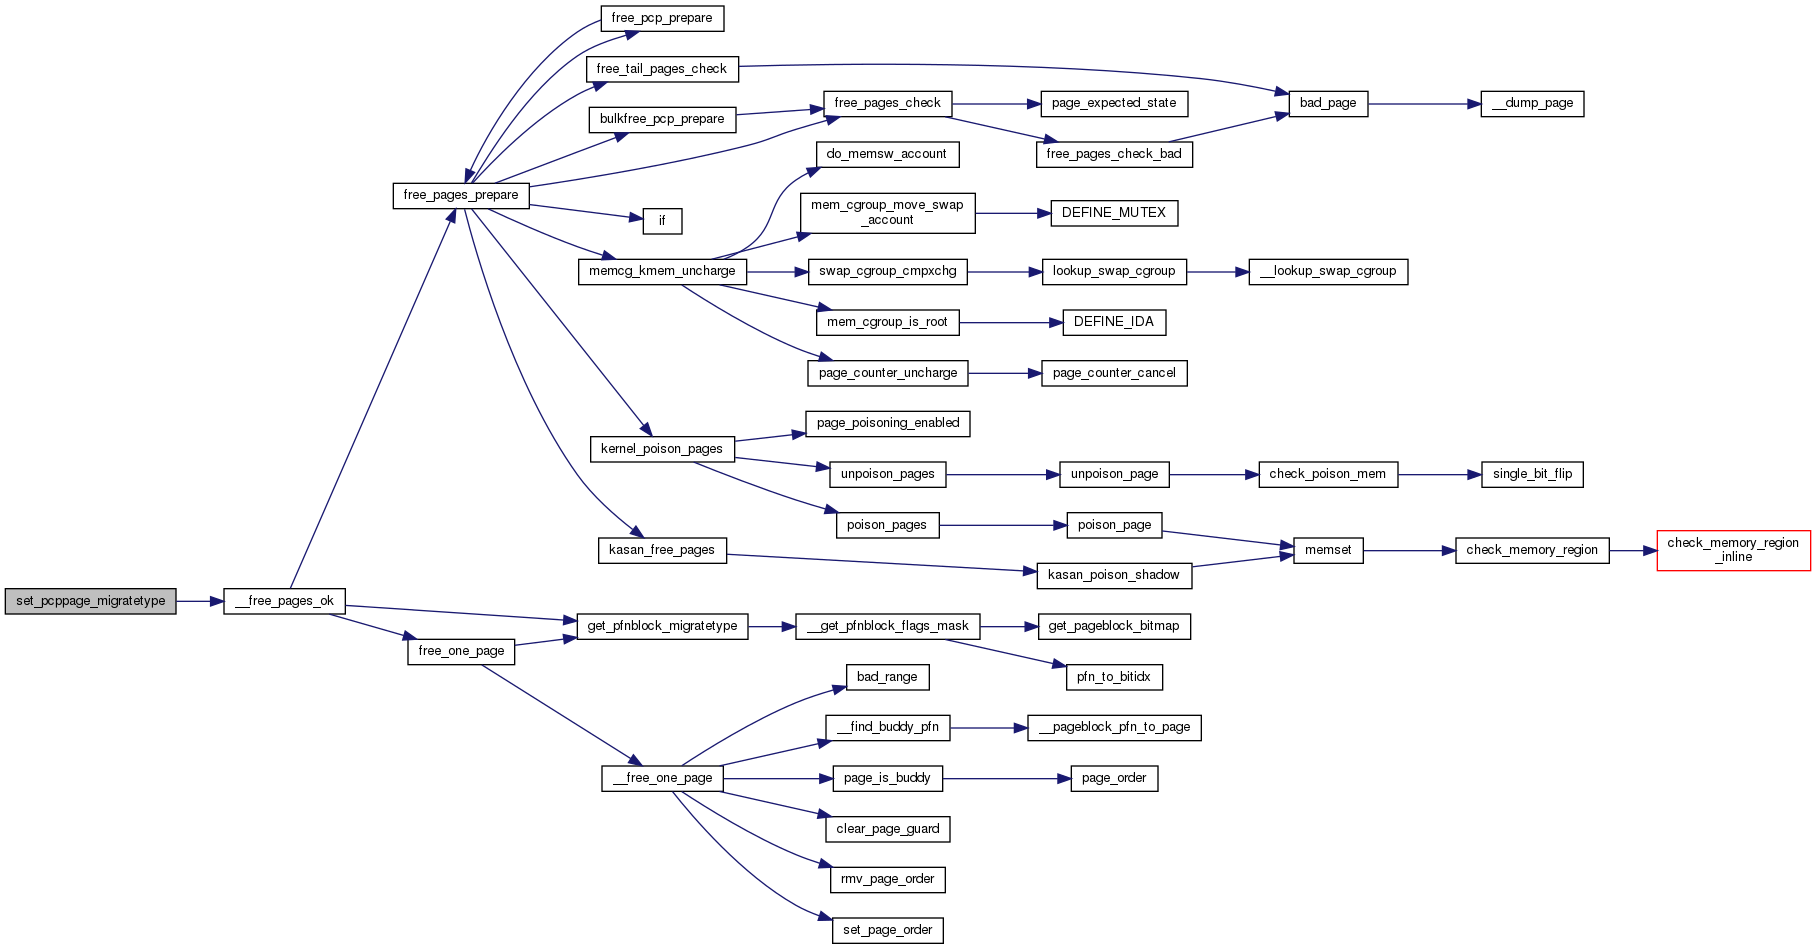 free_pcp_prepare
free_tail_pages_check
bulkfree_pcp_prepare
free_pages_check
page_expected_state
bad_page
__dump_page
free_pages_check_bad
do_memsw_account
free_pages_prepare
if
mem_cgroup_move_swap
_account
DEFINE_MUTEX
memcg_kmem_uncharge
swap_cgroup_cmpxchg
lookup_swap_cgroup
__lookup_swap_cgroup
mem_cgroup_is_root
DEFINE_IDA
page_counter_uncharge
page_counter_cancel
page_poisoning_enabled
kernel_poison_pages
unpoison_pages
unpoison_page
check_poison_mem
single_bit_flip
poison_pages
poison_page
kasan_free_pages
memset
check_memory_region
check_memory_region
_inline
kasan_poison_shadow
set_pcppage_migratetype
__free_pages_ok
get_pfnblock_migratetype
__get_pfnblock_flags_mask
get_pageblock_bitmap
free_one_page
bad_range
pfn_to_bitidx
__find_buddy_pfn
__pageblock_pfn_to_page
__free_one_page
page_is_buddy
page_order
clear_page_guard
rmv_page_order
set_page_order